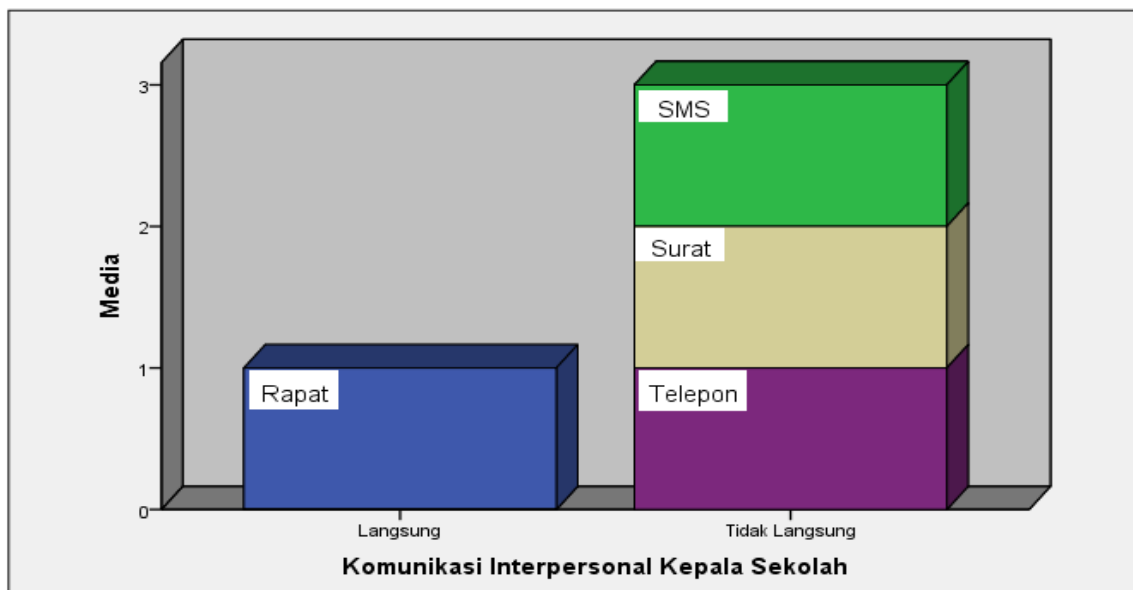 3
SMS
2
Surat
Media
1
Rapat
Telepon
0
Langsung
Tidak Langsung
Komunikasi Interpersonal Kepala Sekolah